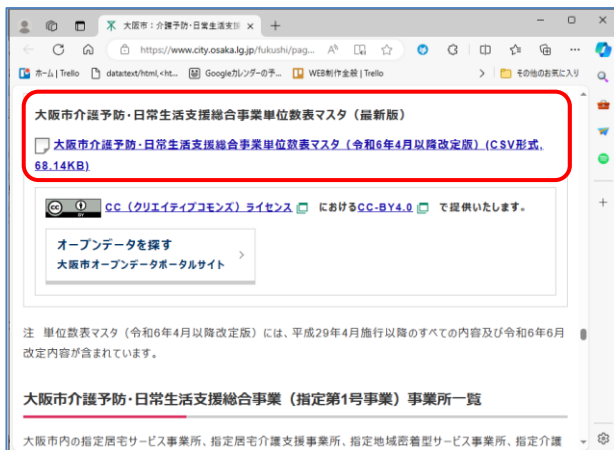 大阪市：介護予防・日常生活支援
https://www.city.osaka.lg.jp/fukushi/pag...
ホーム | Trello
datatext/html,<ht...
Googleカレンダーの予...
WEB制作全般 | Trello
その他のお気に入り
大阪市介護予防・日常生活支援総合事業単位数表マスタ（最新版）
大阪市介護予防・日常生活支援総合事業単位数表マスタ（令和6年4月以降改定版）(CSV形式,
68.14KB)
CC BY CC（クリエイティブコモンズ）ライセンス におけるCC-BY4.0 で提供いたします。
オープンデータを探す
大阪市オープンデータポータルサイト
注 単位数表マスタ（令和6年4月以降改定版）には、平成29年4月施行以降のすべての内容及び令和6年6月
改定内容が含まれています。
大阪市介護予防・日常生活支援総合事業（指定第1号事業）事業所一覧
大阪市内の指定居宅サービス事業所、指定居宅介護支援事業所、指定地域密着型サービス事業所、指定介護